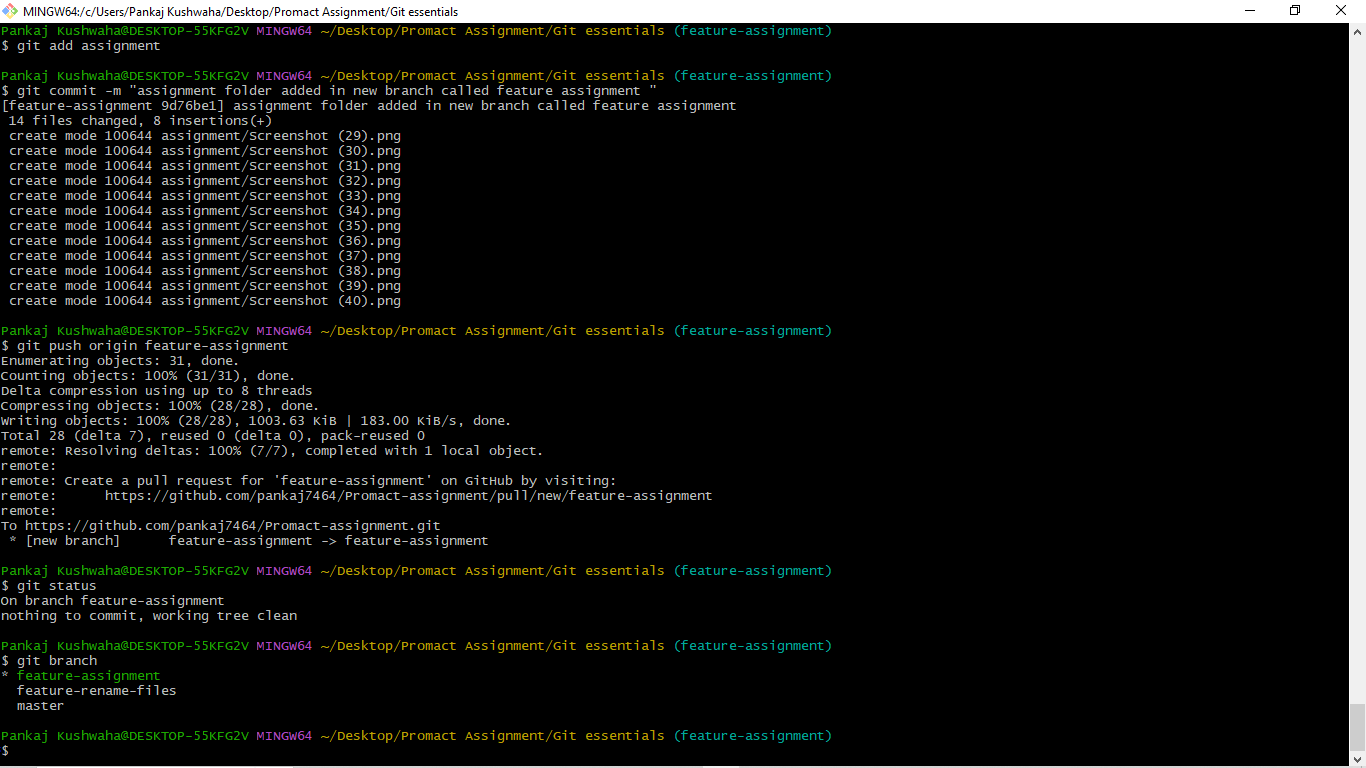 MINGW64:/c/Users/Pankaj Kushwaha/Desktop/Promact Assignment/Git essentials
Pankaj Kushwaha@DESKTOP-55KFG2V MINGW64 ~/Desktop/Promact Assignment/Git essentials (feature-assignment)
$ git add assignment
Pankaj Kushwaha@DESKTOP-55KFG2V MINGW64 ~/Desktop/Promact Assignment/Git essentials (feature-assignment)
$ git commit -m "assignment folder added in new branch called feature assignment "
[feature-assignment 9d76be1] assignment folder added in new branch called feature assignment
 14 files changed, 8 insertions(+)
 create mode 100644 assignment/Screenshot (29).png
 create mode 100644 assignment/Screenshot (30).png
 create mode 100644 assignment/Screenshot (31).png
 create mode 100644 assignment/Screenshot (32).png
 create mode 100644 assignment/Screenshot (33).png
 create mode 100644 assignment/Screenshot (34).png
 create mode 100644 assignment/Screenshot (35).png
 create mode 100644 assignment/Screenshot (36).png
 create mode 100644 assignment/Screenshot (37).png
 create mode 100644 assignment/Screenshot (38).png
 create mode 100644 assignment/Screenshot (39).png
 create mode 100644 assignment/Screenshot (40).png
Pankaj Kushwaha@DESKTOP-55KFG2V MINGW64 ~/Desktop/Promact Assignment/Git essentials (feature-assignment)
$ git push origin feature-assignment
Enumerating objects: 31, done.
Counting objects: 100% (31/31), done.
Delta compression using up to 8 threads
Compressing objects: 100% (28/28), done.
Writing objects: 100% (28/28), 1003.63 KiB | 183.00 KiB/s, done.
Total 28 (delta 7), reused 0 (delta 0), pack-reused 0
remote: Resolving deltas: 100% (7/7), completed with 1 local object.
remote:
remote: Create a pull request for 'feature-assignment' on GitHub by visiting:
remote:      https://github.com/pankaj7464/Promact-assignment/pull/new/feature-assignment
remote:
To https://github.com/pankaj7464/Promact-assignment.git
 * [new branch]      feature-assignment -> feature-assignment
Pankaj Kushwaha@DESKTOP-55KFG2V MINGW64 ~/Desktop/Promact Assignment/Git essentials (feature-assignment)
$ git status
On branch feature-assignment
nothing to commit, working tree clean
Pankaj Kushwaha@DESKTOP-55KFG2V MINGW64 ~/Desktop/Promact Assignment/Git essentials (feature-assignment)
$ git branch
* feature-assignment
  feature-rename-files
  master
Pankaj Kushwaha@DESKTOP-55KFG2V MINGW64 ~/Desktop/Promact Assignment/Git essentials (feature-assignment)
$